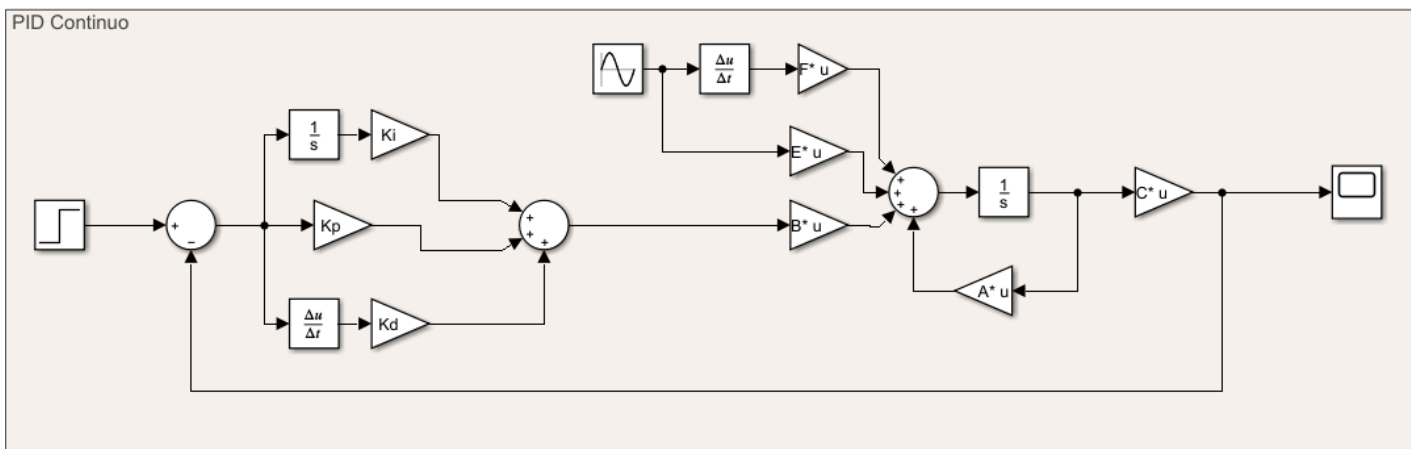 PID Continuo
Δu
Δt
F* u
1
s
Ki
E* u
Kp
+
−
+
+
+
B* u
+
+
+
+
1
s
C* u
A* u
Δu
Δt
Kd